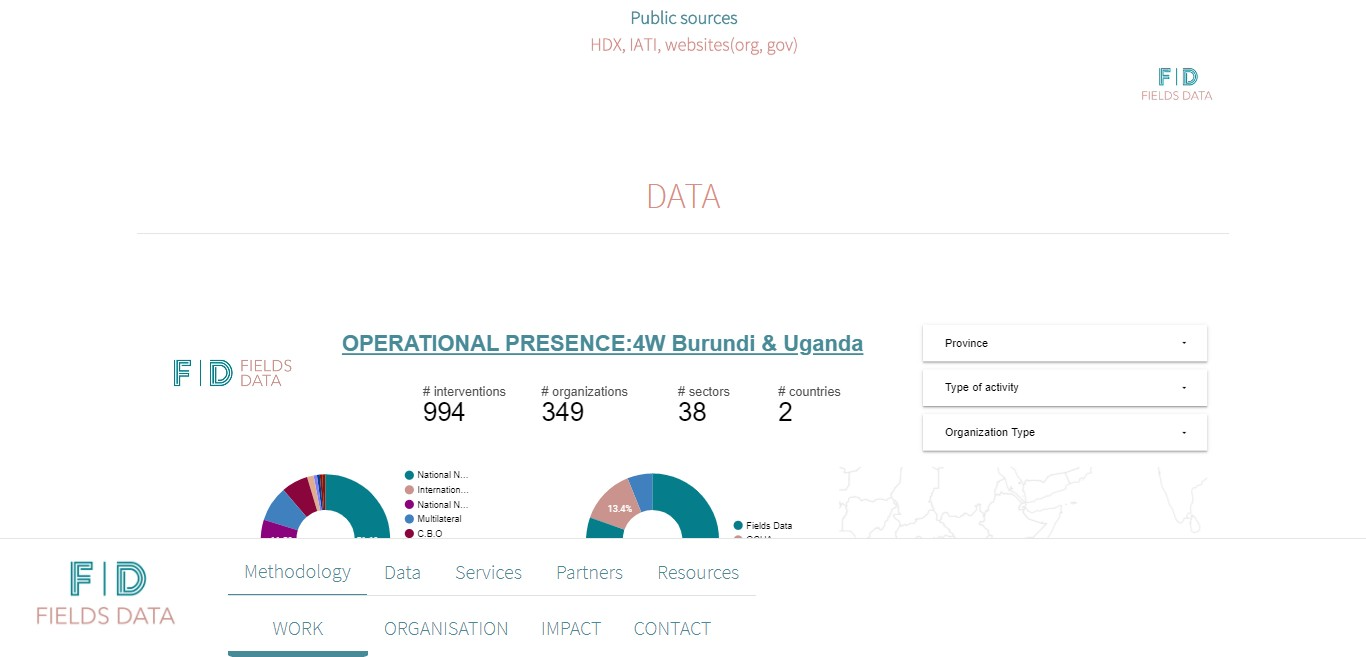 Public sources
HDX, IATI, websites(org, gov)
F|D
FIELDS DATA
DATA
F|D FIELDS
DATA
OPERATIONAL PRESENCE:4W Burundi & Uganda
# interventions # organizations # sectors # countries
994 349 38 2
Province
Type of activity
Organization Type
National N...
Internation...
National N...
Multilateral
C.B.O
13.4%
Fields Data
F|D
FIELDS DATA
Methodology Data Services Partners Resources
WORK ORGANISATION IMPACT CONTACT